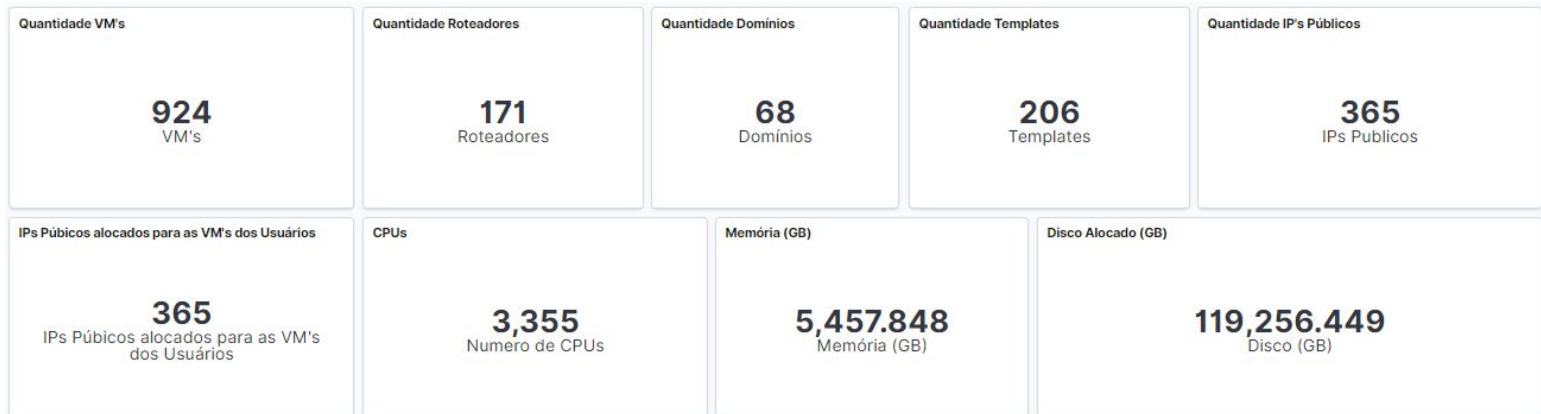 Quantidade VM's
924
VM's
Quantidade Roteadores
171
Roteadores
Quantidade Domínios
68
Domínios
Quantidade Templates
206
Templates
Quantidade IP's Públicos
365
IPs Publicos
IPs Púbicos alocados para as VM's dos Usuários
365
IPs Púbicos alocados para as VM's
dos Usuários
CPUs
3,355
Numero de CPUs
Memória (GB)
5,457.848
Memória (GB)
Disco Alocado (GB)
119,256.449
Disco (GB)